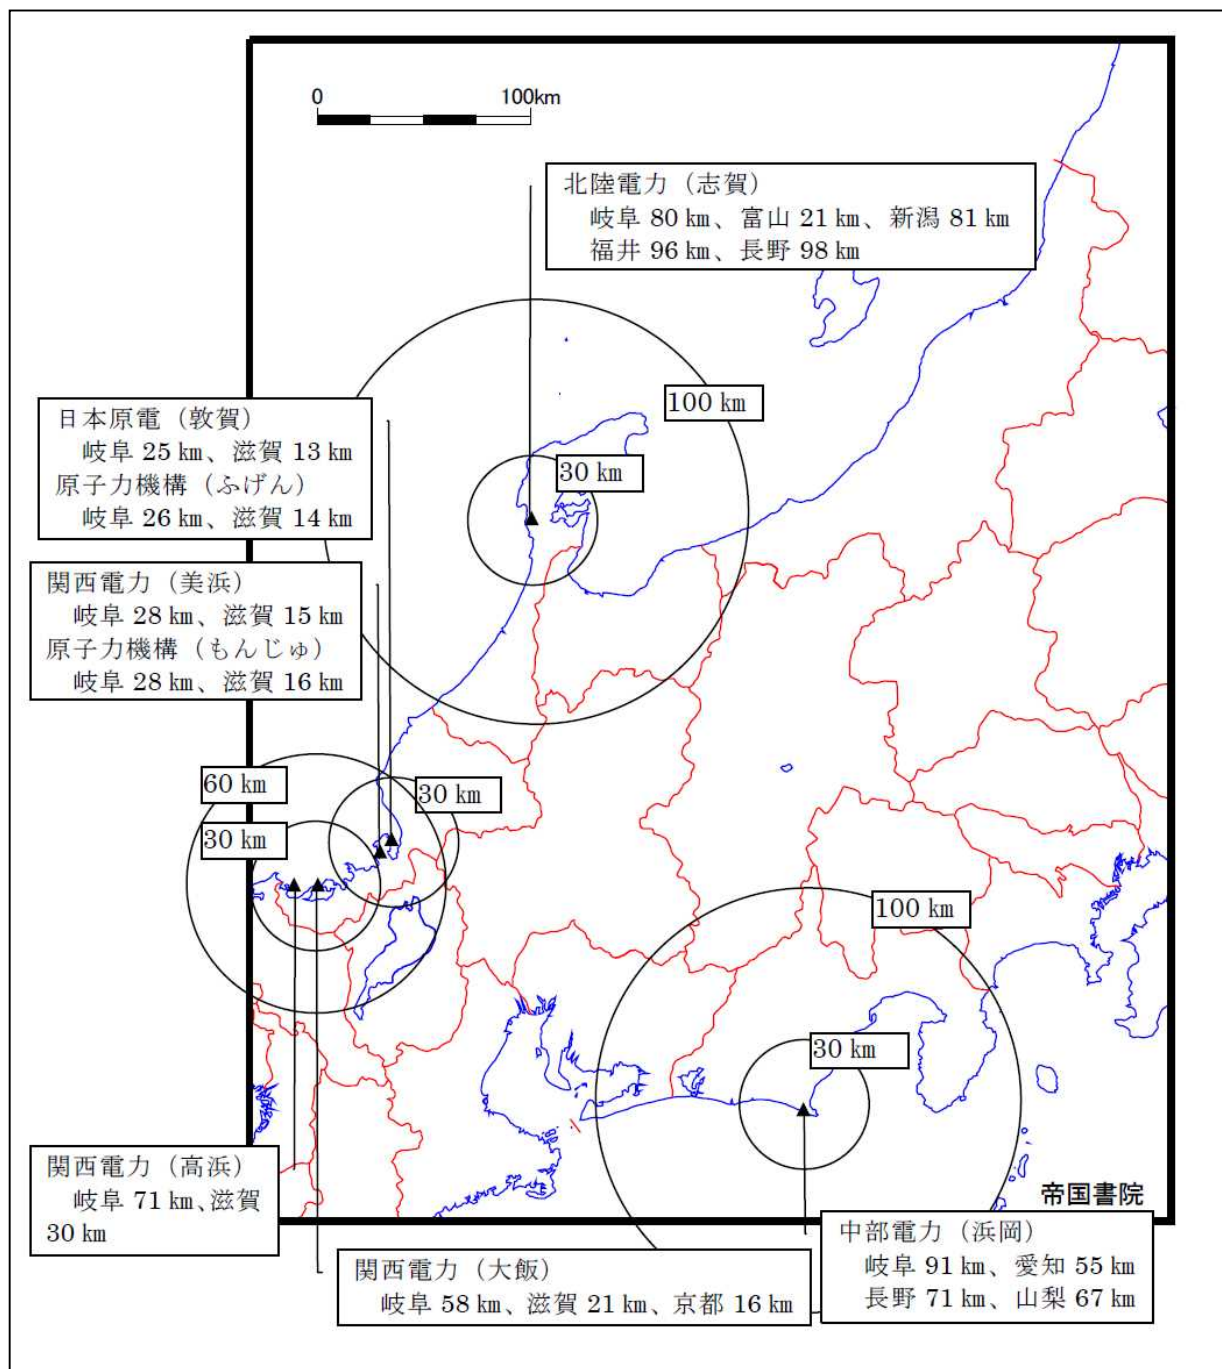 0 100km
北陸電力（志賀）
岐阜 80 ㎞、富山 21 ㎞、新潟 81 ㎞
福井 96 ㎞、長野 98 ㎞
100 ㎞
日本原電（敦賀）
岐阜 25 ㎞、滋賀 13 ㎞
原子力機構（ふげん）
岐阜 26 ㎞、滋賀 14 ㎞
30 ㎞
関西電力（美浜）
岐阜 28 ㎞、滋賀 15 ㎞
原子力機構（もんじゅ）
岐阜 28 ㎞、滋賀 16 ㎞
60 ㎞
30 ㎞
30 ㎞
100 ㎞
30 ㎞
関西電力（高浜）
岐阜 71 ㎞、滋賀
30 ㎞
帝国書院
中部電力（浜岡）
岐阜 91 ㎞、愛知 55 ㎞
長野 71 ㎞、山梨 67 ㎞
関西電力（大飯）
岐阜 58 ㎞、滋賀 21 ㎞、京都 16 ㎞